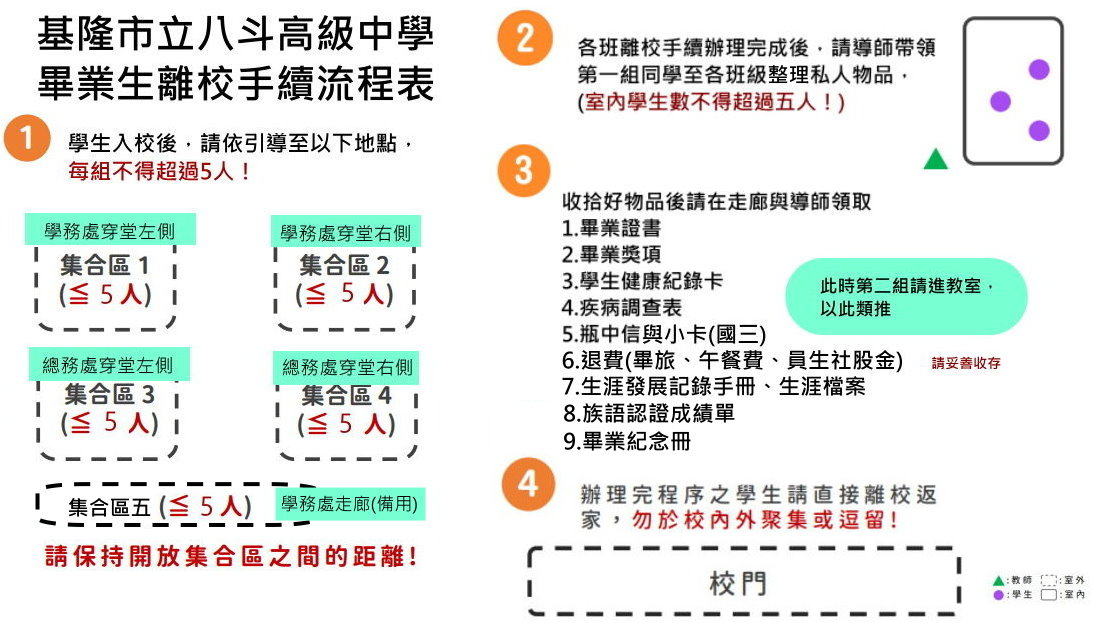 基隆市立八斗高級中學
畢業生離校手續流程表
1
學生入校後，請依引導至以下地點，
每組不得超過5人！
學務處穿堂左側
集合區 1
(≦ 5 人)
學務處穿堂右側
集合區 2
(≦ 5 人)
總務處穿堂左側
集合區 3
(≦ 5 人)
總務處穿堂右側
集合區 4
(≦ 5 人)
集合區五 (≦ 5 人)
學務處走廊(備用)
請保持開放集合區之間的距離!
2
各班離校手續辦理完成後，請導師帶領
第一組同學至各班級整理私人物品，
(室內學生數不得超過五人！)
3
收拾好物品後請在走廊與導師領取
1.畢業證書
2.畢業獎項
3.學生健康紀錄卡
4.疾病調查表
5.瓶中信與小卡(國三)
6.退費(畢旅、午餐費、員生社股金)
請妥善收存
7.生涯發展記錄手冊、生涯檔案
8.族語認證成績單
9.畢業紀念冊
此時第二組請進教室，
以此類推
4
辦理完程序之學生請直接離校返
家，勿於校內外聚集或逗留!
校門
:教師 :室外
:學生 :室內